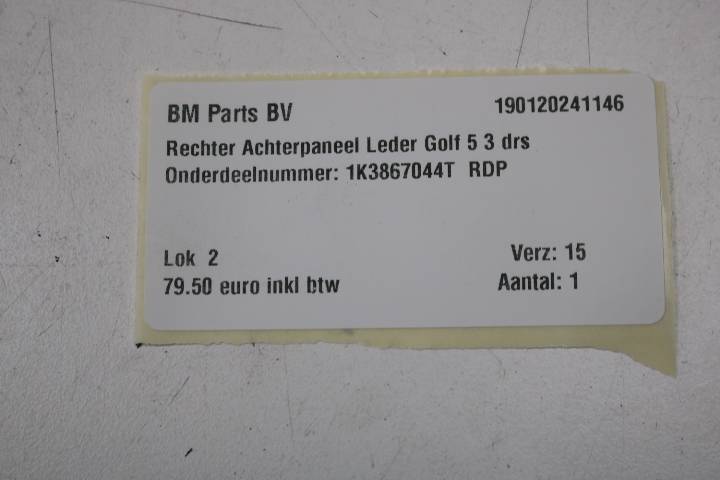 BM Parts BV 190120241146
Rechter Achterpaneel Leder Golf 5 3 drs
Onderdeelnummer: 1K3867044T RDP
Lok 2 Verz: 15
79.50 euro inkl btw Aantal: 1